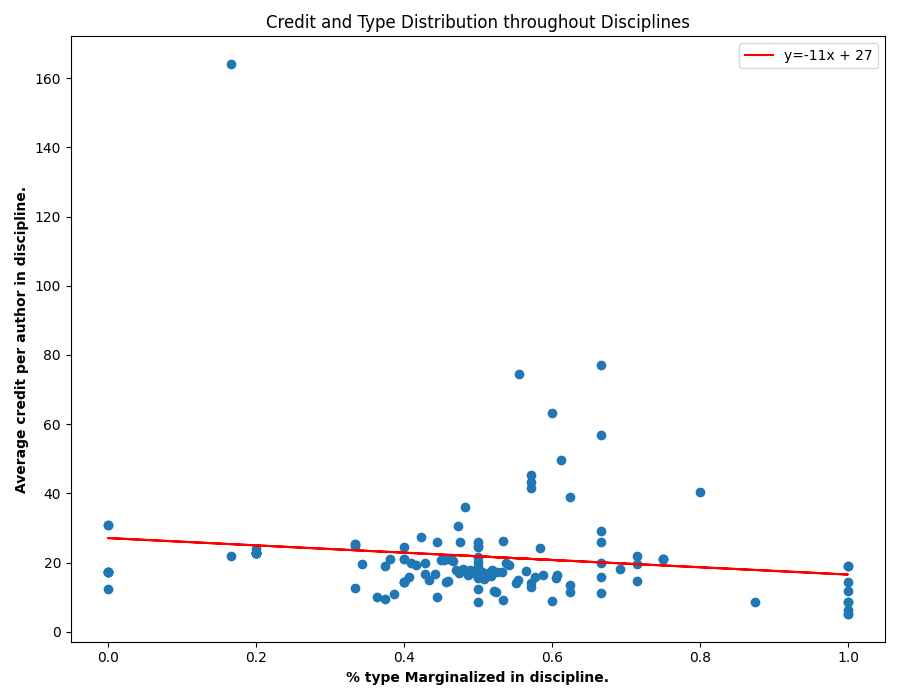 Credit and Type Distribution throughout Disciplines
y=-11x + 27
Average credit per author in discipline.
160
140
120
100
80
60
40
20
0
0.0 0.2 0.4 0.6 0.8 1.0
% type Marginalized in discipline.